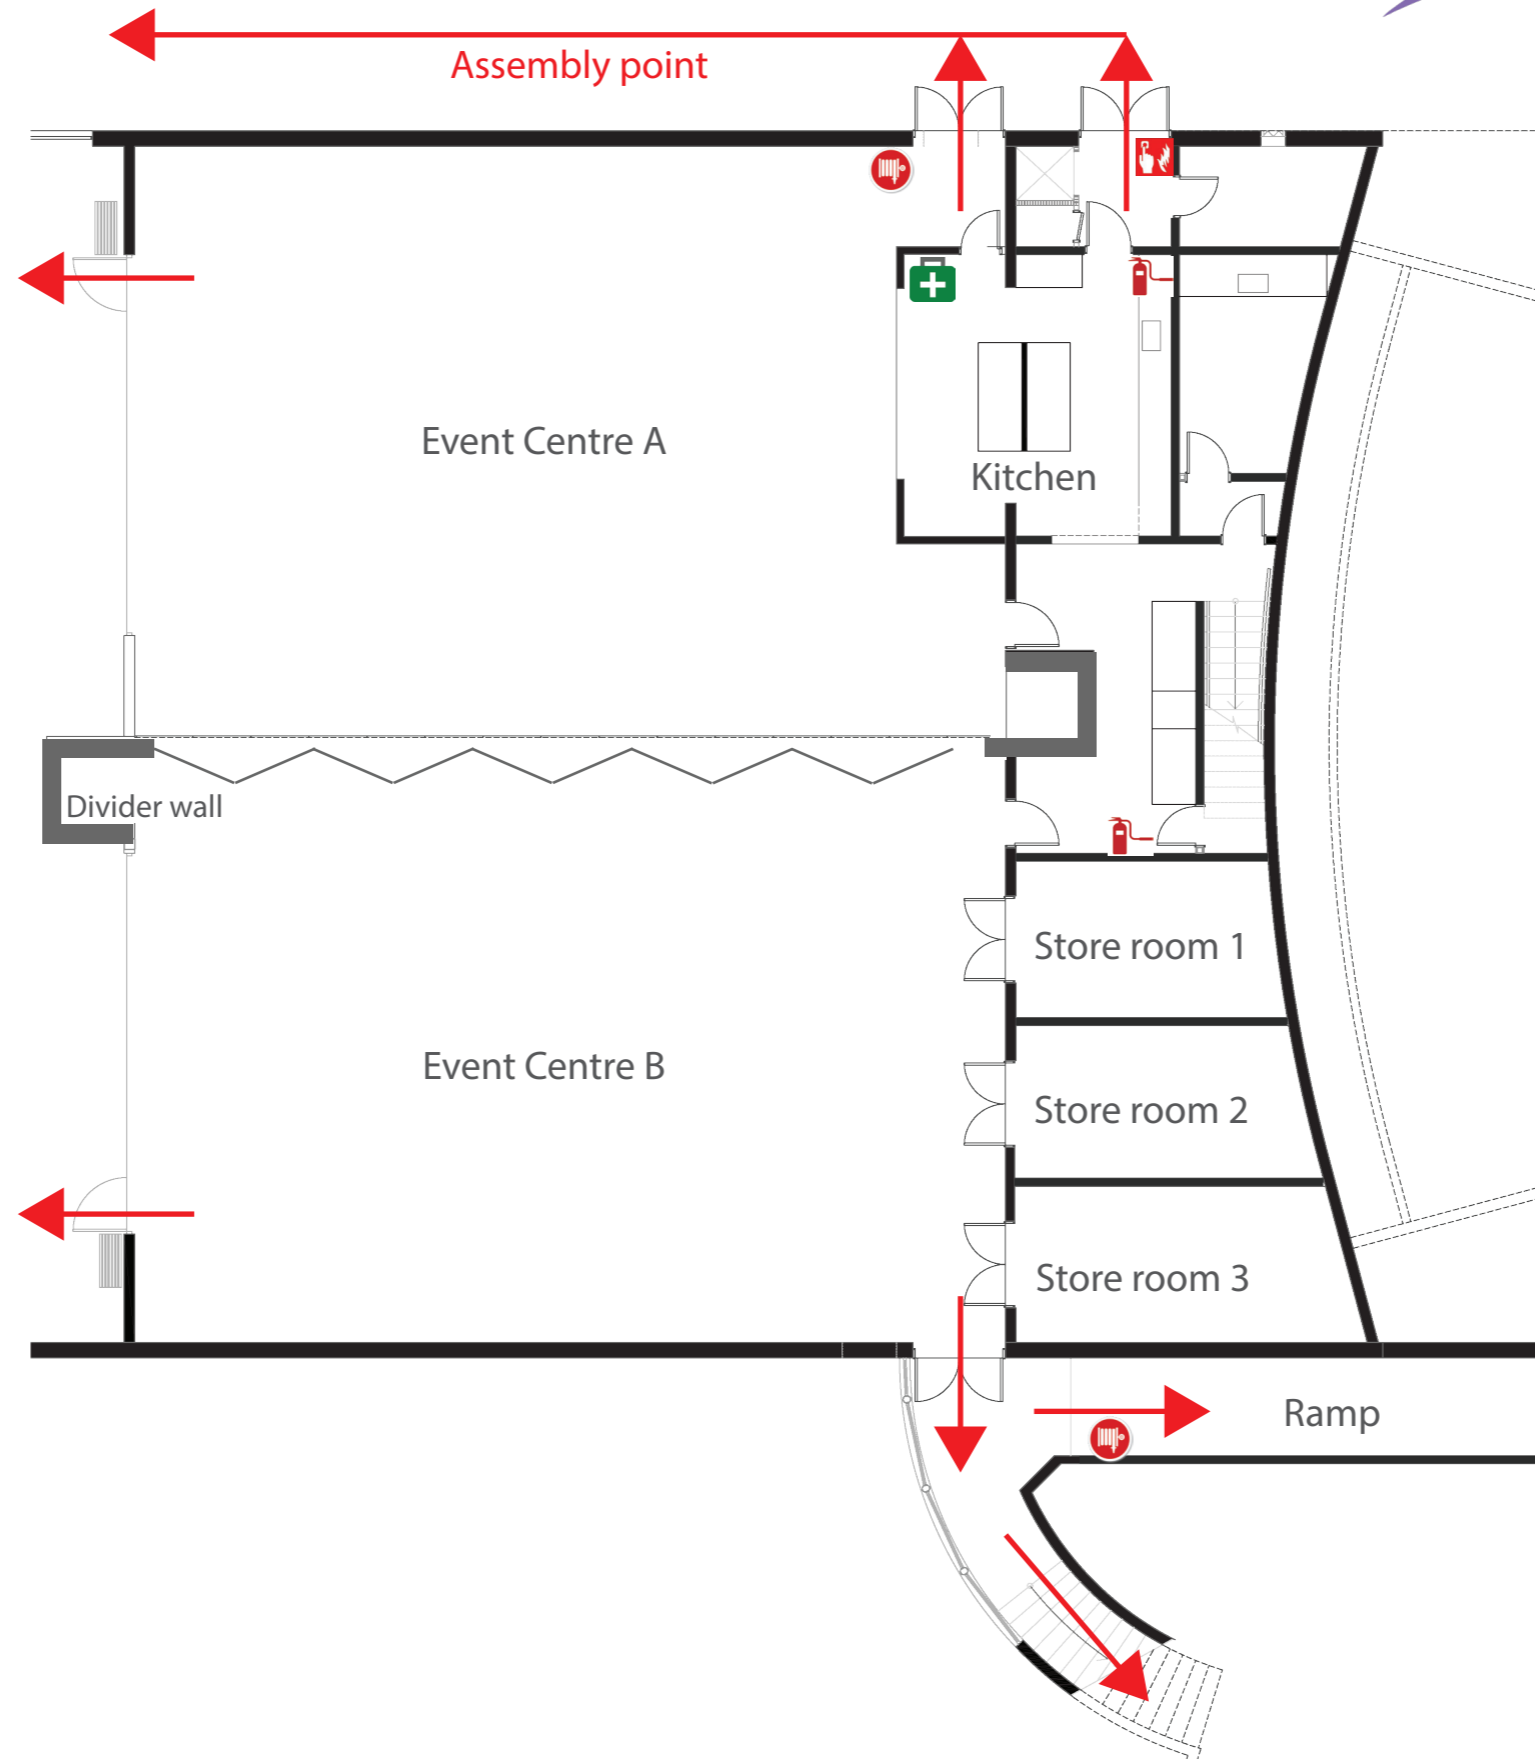 Assembly point
Event Centre A
Kitchen
Divider wall
Store room 1
Event Centre B
Store room 2
Store room 3
Ramp